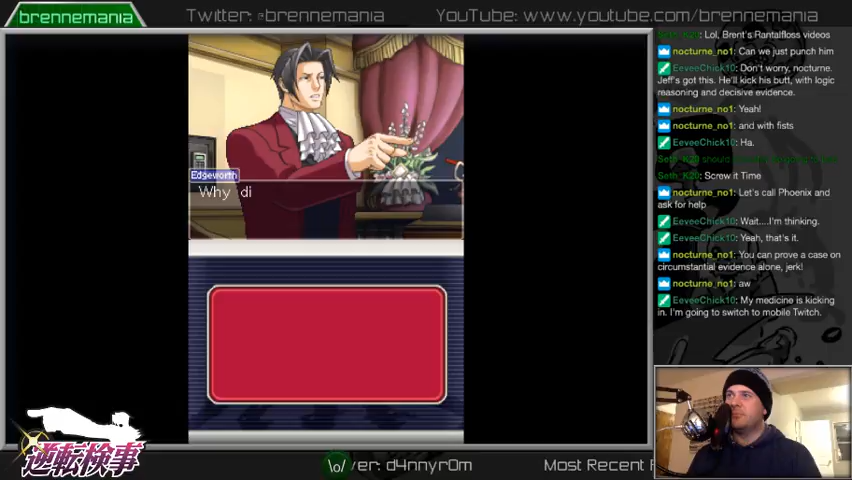 brennemania
Twitter: @brennemania
YouTube: www.youtube.com/brennemania
Seth_K20: Lol, Brent's Rantalfloss videos
nocturne_no1: Can we just punch him
EeveeChick10: Don't worry, nocturne.
Jeff's got this. He'll kick his butt, with logic
reasoning and decisive evidence.
nocturne_no1: Yeah!
nocturne_no1: and with fists
EeveeChick10: Ha.
Seth_K20
Seth_K20: Screw it Time
nocturne_no1: Let's call Phoenix and
ask for help
EeveeChick10: Wait....I'm thinking.
EeveeChick10: Yeah, that's it.
nocturne_no1: You can prove a case on
circumstantial evidence alone, jerk!
nocturne_no1: aw
EeveeChick10: My medicine is kicking
in. I'm going to switch to mobile Twitch.
Edgeworth
Why di
逆転検事
\o/
ver: d4nnyr0m
Most Recent F